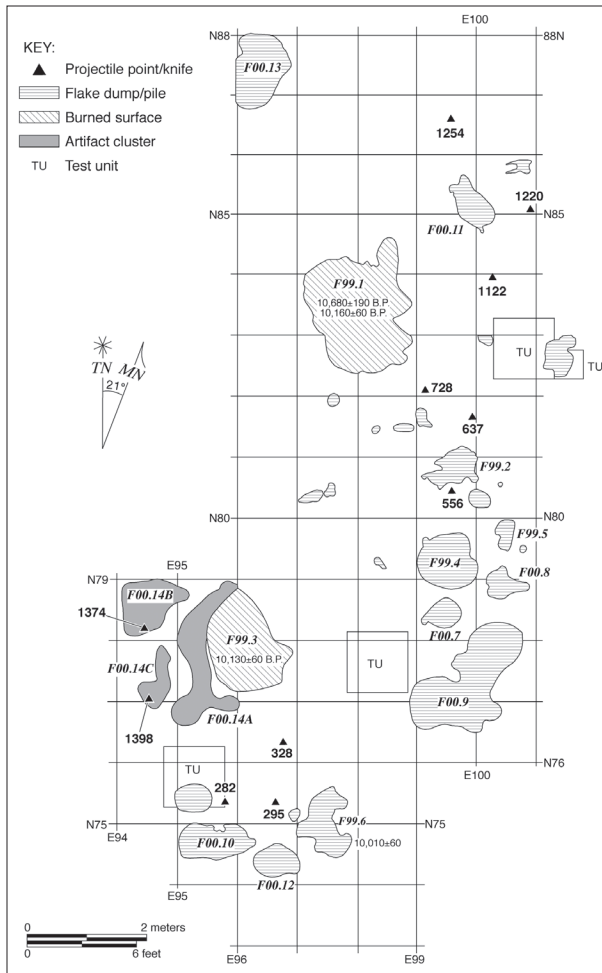 E100
N88
88N
KEY:
Projectile point/knife
Flake dump/pile
Burned surface
Artifact cluster
TU Test unit
F00.13
1254
1220
N85
N85
F00.11
F99.1
10,680±190 B.P.
10,160±60 B.P.
1122
TU
TU
TN MN
21°
728
637
F99.2
556
N80
N80
F99.5
F99.4
F00.8
E95
N79
F00.14B
1374
F00.7
F99.3
10,130±60 B.P.
TU
F00.14C
F00.9
F00.14A
1398
328
N76
E100
TU
282
295
F99.6
N75
N75
10,010±60
E94
F00.10
F00.12
E95
0 2 meters
0 6 feet
E96
E99